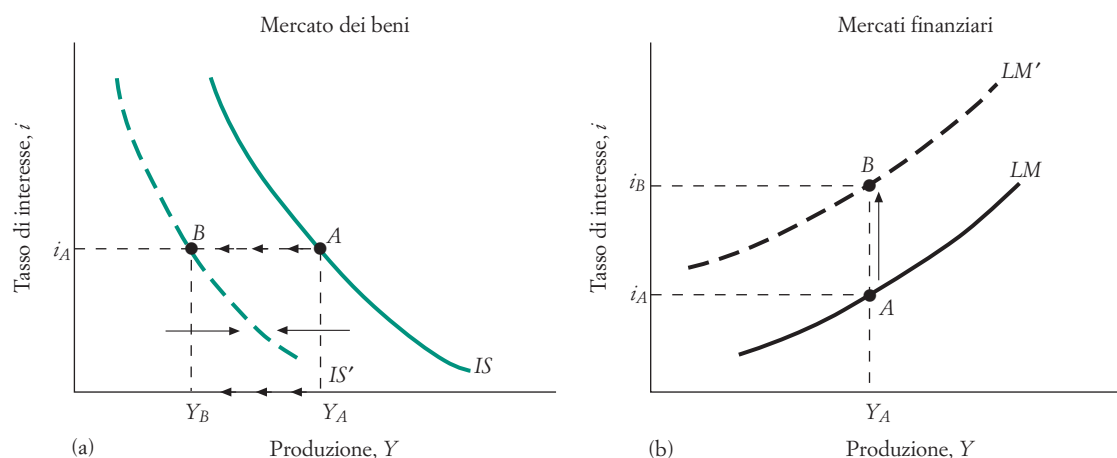 Mercato dei beni
Tasso di interesse, i
i_A
B
A
IS'
IS
Y_B
Y_A
(a)
Produzione, Y
Mercati finanziari
Tasso di interesse, i
LM'
LM
B
i_B
i_A
A
Y_A
(b)
Produzione, Y